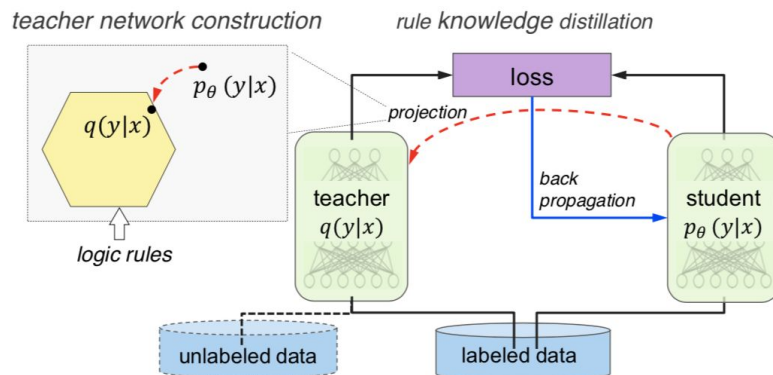 teacher network construction
rule knowledge distillation
p_θ (y|x)
q(y|x)
projection
logic rules
loss
teacher
q(y|x)
back
propagation
student
p_θ (y|x)
unlabeled data
labeled data